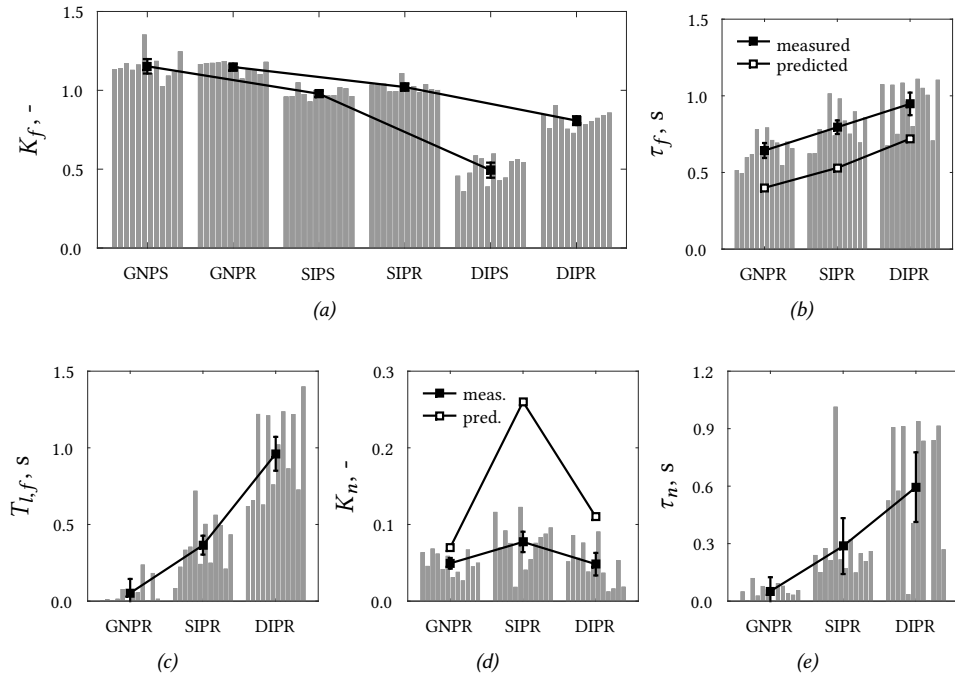 1.5
1.0
0.5
0.0
K_f, -
GNPS GNPR SIPS SIPR DIPS DIPR
(a)
1.5
1.0
0.5
0.0
τ_f, s
measured
predicted
GNPR SIPR DIPR
(b)
1.5
1.0
0.5
0.0
T_{l,f}, s
GNPR SIPR DIPR
(c)
0.3
0.2
0.1
0.0
K_n, -
meas.
pred.
GNPR SIPR DIPR
(d)
1.2
0.9
0.6
0.3
0.0
τ_n, s
GNPR SIPR DIPR
(e)